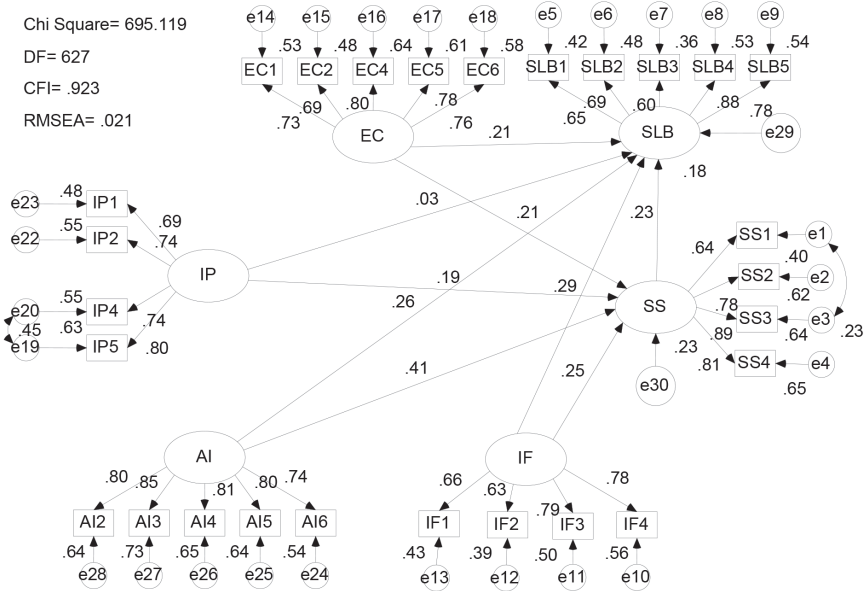 Chi Square= 695.119
DF= 627
CFI= .923
RMSEA= .021
e14 e15 e16 e17 e18
.53 .48 .64 .61 .58
EC1 EC2 EC4 EC5 EC6
.73 .69 .80 .76 .78
EC
e5 e6 e7 e8 e9
.42 .48 .36 .53 .54
SLB1 SLB2 SLB3 SLB4 SLB5
.65 .69 .60 .88 .78
SLB
e29
.21
.18
.03
.21
.23
e23 .48 IP1
e22 .55 IP2
.69
.74
IP
e20 .55 IP4
.45 .63
e19 IP5
.74
.80
.19
.29
.26
.41
.25
SS
.23
e30
.64 SS1 e1
.40
SS2 e2
.62
.78 SS3 e3
.89 .64 .23
.81 SS4 e4
.65
AI
.80 .85 .81 .80 .74
AI2 AI3 AI4 AI5 AI6
.64 .73 .65 .64 .54
e28 e27 e26 e25 e24
IF
.66 .63 .79 .78
IF1 IF2 IF3 IF4
.43 .39 .50 .56
e13 e12 e11 e10